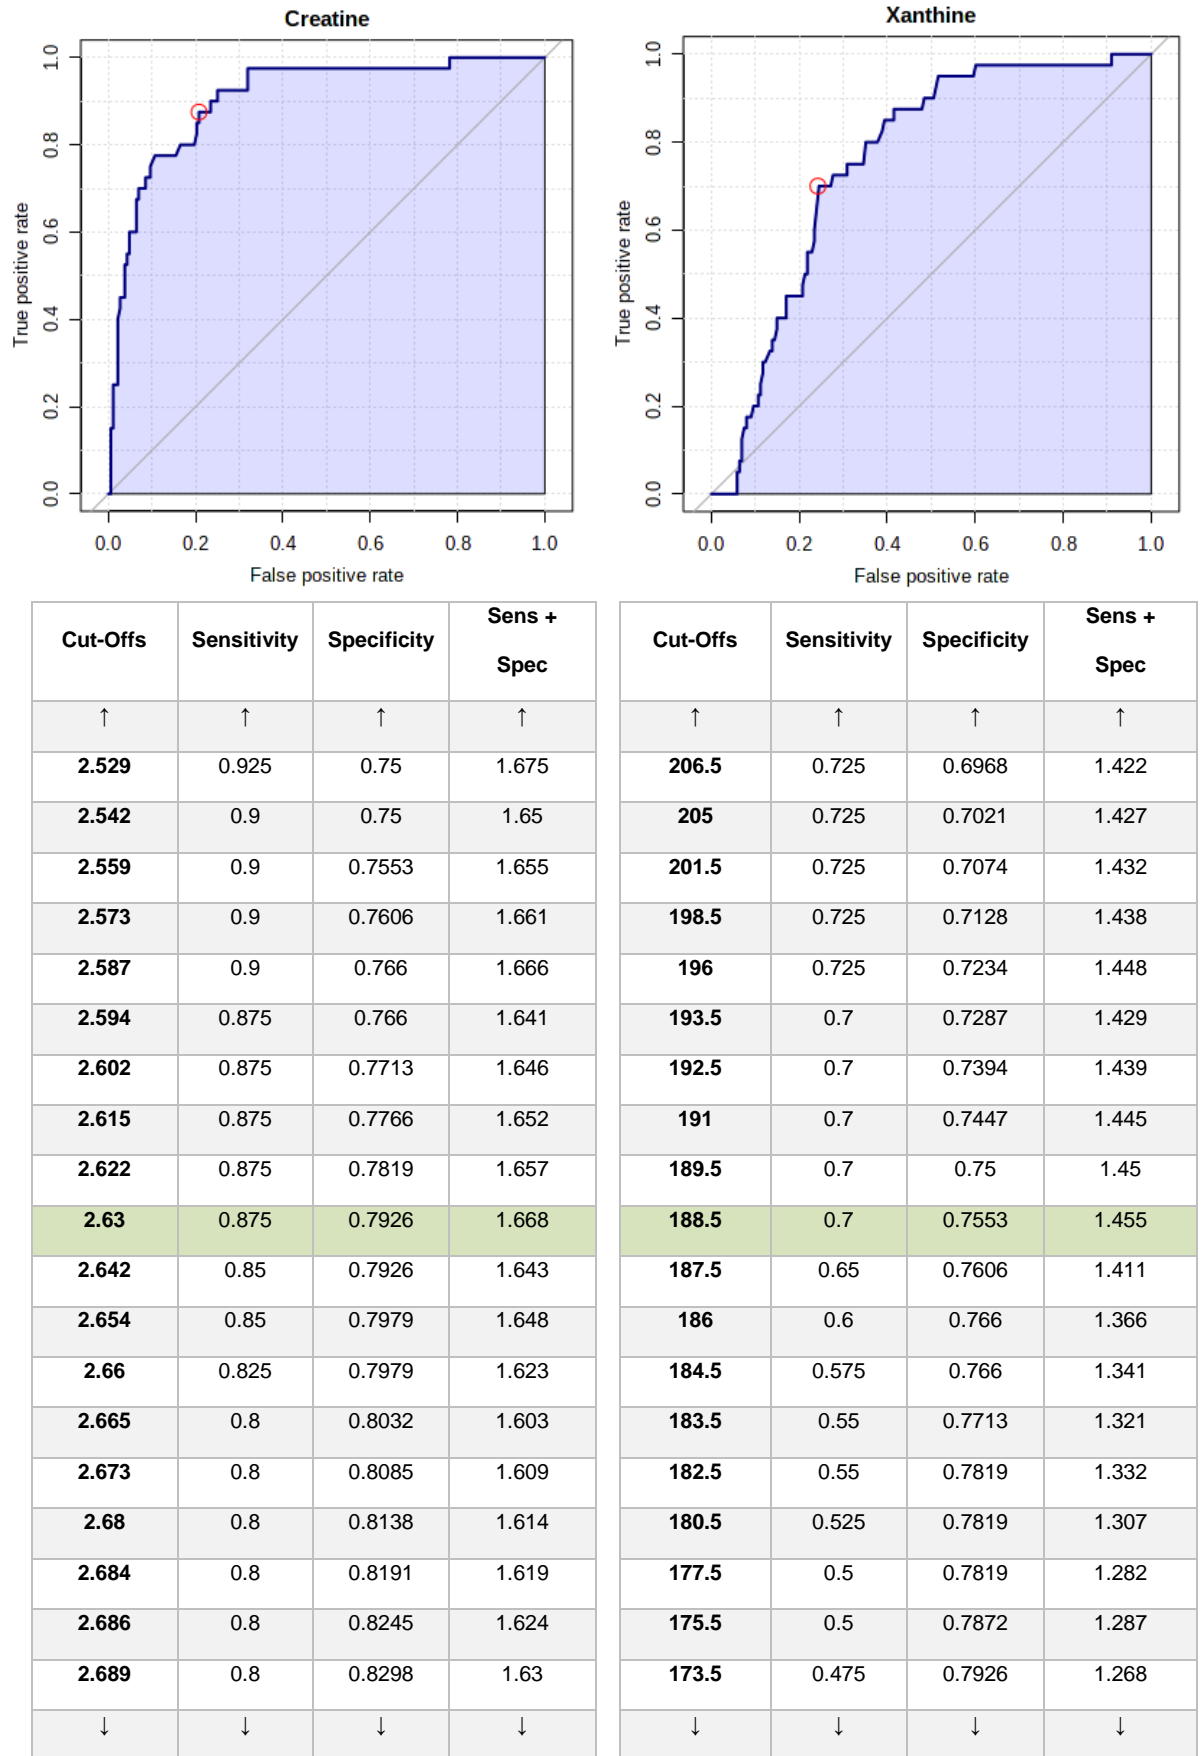 Creatine
1.0
0.8
0.6
0.4
0.2
0.0
True positive rate
0.0 0.2 0.4 0.6 0.8 1.0
False positive rate
Xanthine
1.0
0.8
0.6
0.4
0.2
0.0
True positive rate
0.0 0.2 0.4 0.6 0.8 1.0
False positive rate
Cut-Offs Sensitivity Specificity Sens + Spec
↑ ↑ ↑ ↑
2.529 0.925 0.75 1.675
2.542 0.9 0.75 1.65
2.559 0.9 0.7553 1.655
2.573 0.9 0.7606 1.661
2.587 0.9 0.766 1.666
2.594 0.875 0.766 1.641
2.602 0.875 0.7713 1.646
2.615 0.875 0.7766 1.652
2.622 0.875 0.7819 1.657
2.63 0.875 0.7926 1.668
2.642 0.85 0.7926 1.643
2.654 0.85 0.7979 1.648
2.66 0.825 0.7979 1.623
2.665 0.8 0.8032 1.603
2.673 0.8 0.8085 1.609
2.68 0.8 0.8138 1.614
2.684 0.8 0.8191 1.619
2.686 0.8 0.8245 1.624
2.689 0.8 0.8298 1.63
↓ ↓ ↓ ↓
Cut-Offs Sensitivity Specificity Sens + Spec
↑ ↑ ↑ ↑
206.5 0.725 0.6968 1.422
205 0.725 0.7021 1.427
201.5 0.725 0.7074 1.432
198.5 0.725 0.7128 1.438
196 0.725 0.7234 1.448
193.5 0.7 0.7287 1.429
192.5 0.7 0.7394 1.439
191 0.7 0.7447 1.445
189.5 0.7 0.75 1.45
188.5 0.7 0.7553 1.455
187.5 0.65 0.7606 1.411
186 0.6 0.766 1.366
184.5 0.575 0.766 1.341
183.5 0.55 0.7713 1.321
182.5 0.55 0.7819 1.332
180.5 0.525 0.7819 1.307
177.5 0.5 0.7819 1.282
175.5 0.5 0.7872 1.287
173.5 0.475 0.7926 1.268
↓ ↓ ↓ ↓